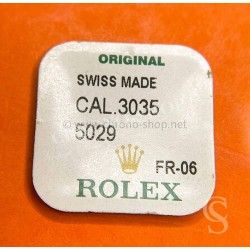 ORIGINAL
SWISS MADE
CAL.3035
5029
FR-06
ROLEX
S